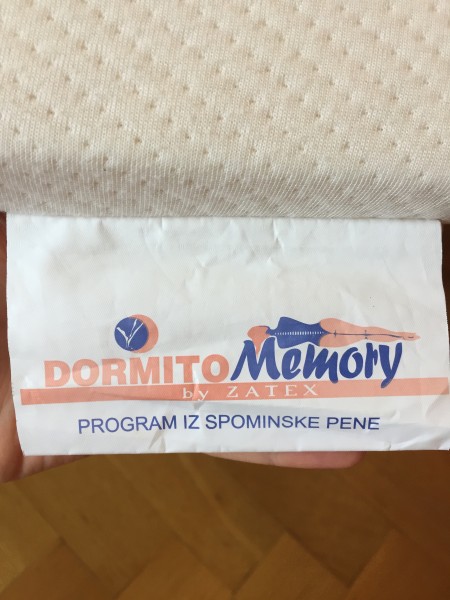 DORMITO Memory
by ZATEX
PROGRAM IZ SPOMINSKE PENE